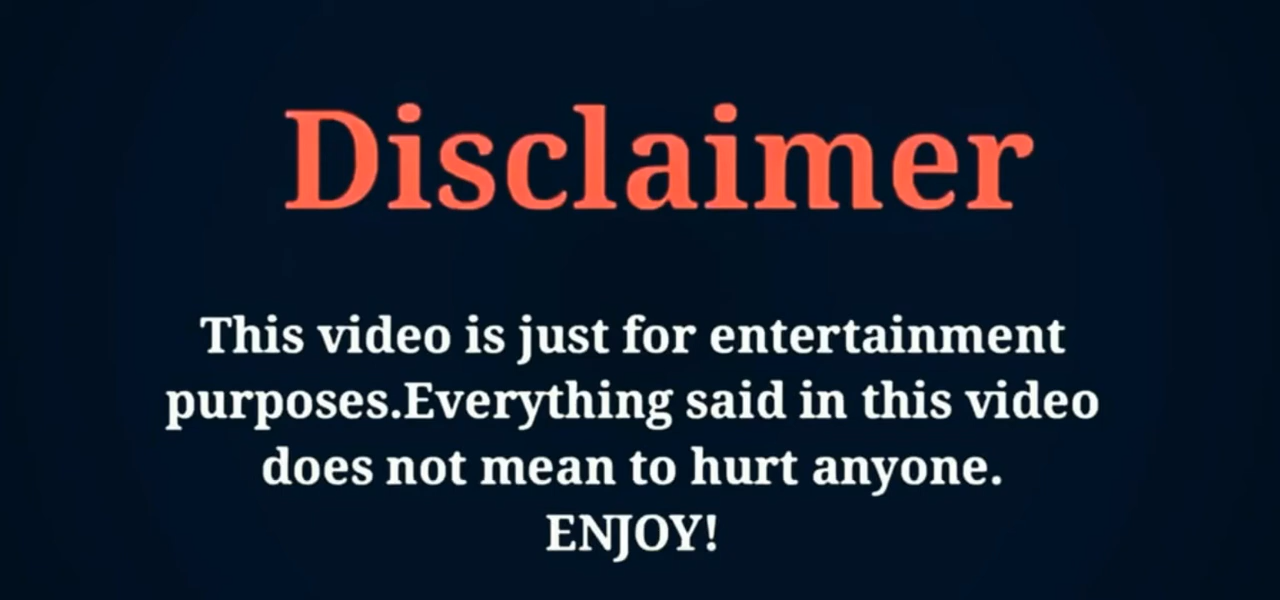 Disclaimer
This video is just for entertainment
purposes.Everything said in this video
does not mean to hurt anyone.
ENJOY!